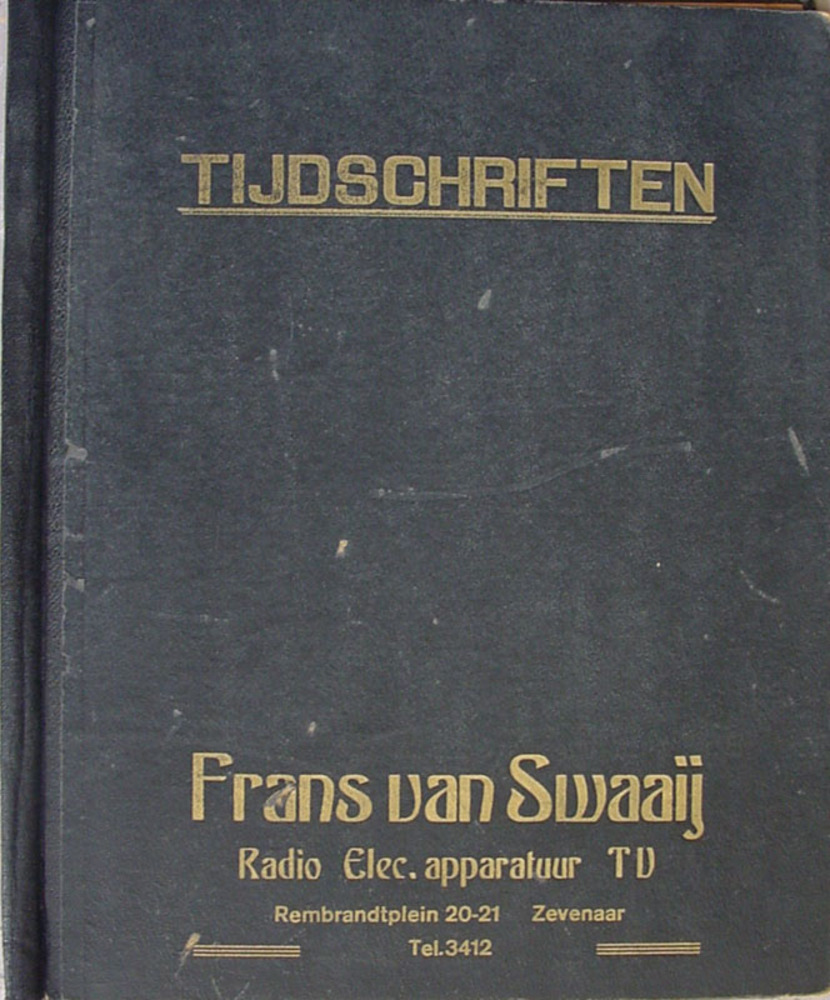 TIJDSCHRIFTEN
Frans van Swaaij
Radio Elec. apparatuur TV
Rembrandtplein 20-21 Zevenaar
Tel.3412